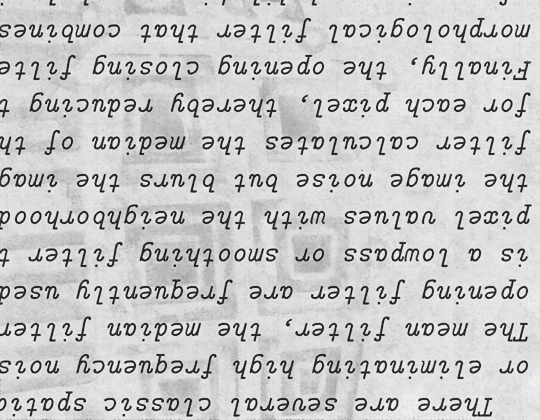 There are several classic spatia
or eliminating high frequency nois
The mean filter, the median filter
opening filter are frequently used
is a lowpass or smoothing filter t
pixel values with the neighborhood
the image noise but blurs the imag
filter calculates the median of th
for each pixel, thereby reducing t
Finally, the opening closing filte
morphological filter that combines